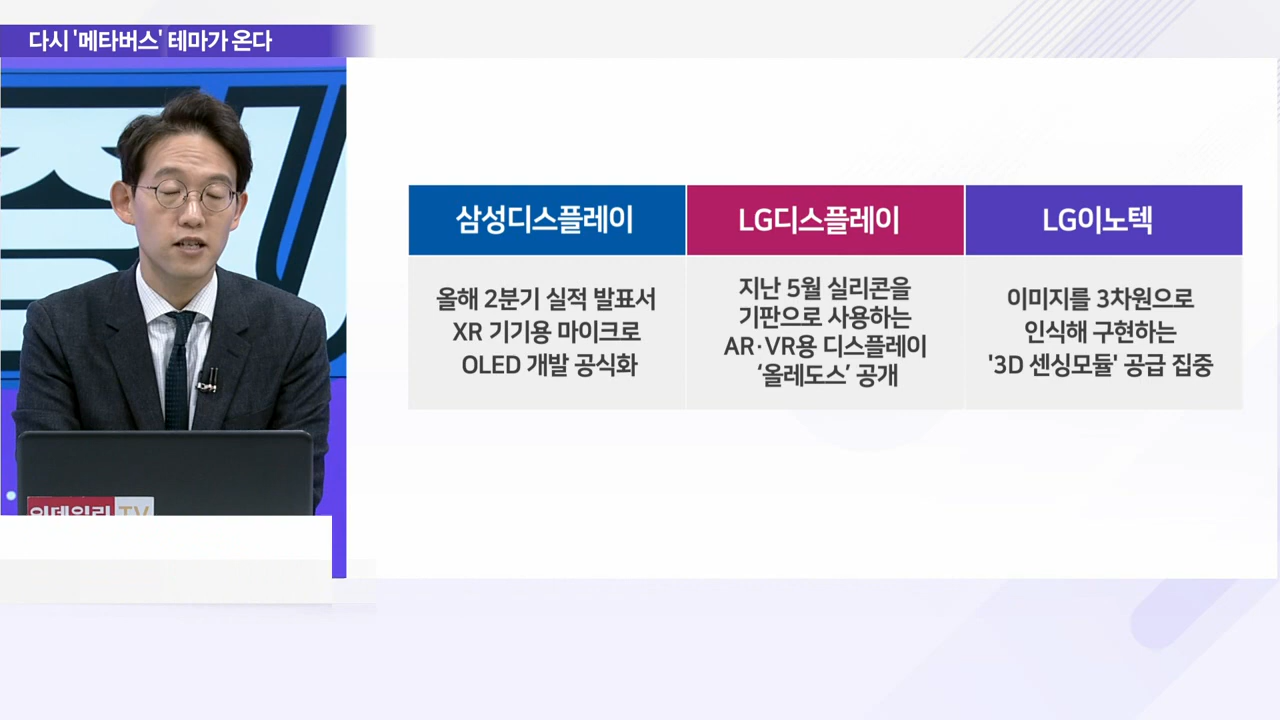 다시 '메타버스' 테마가 온다
삼성디스플레이
LG디스플레이
LG이노텍
올해 2분기 실적 발표서
XR 기기용 마이크로
OLED 개발 공식화
지난 5월 실리콘을
기판으로 사용하는
AR·VR용 디스플레이
‘올레도스’ 공개
이미지를 3차원으로
인식해 구현하는
'3D 센싱모듈' 공급 집중
이데일리 TV